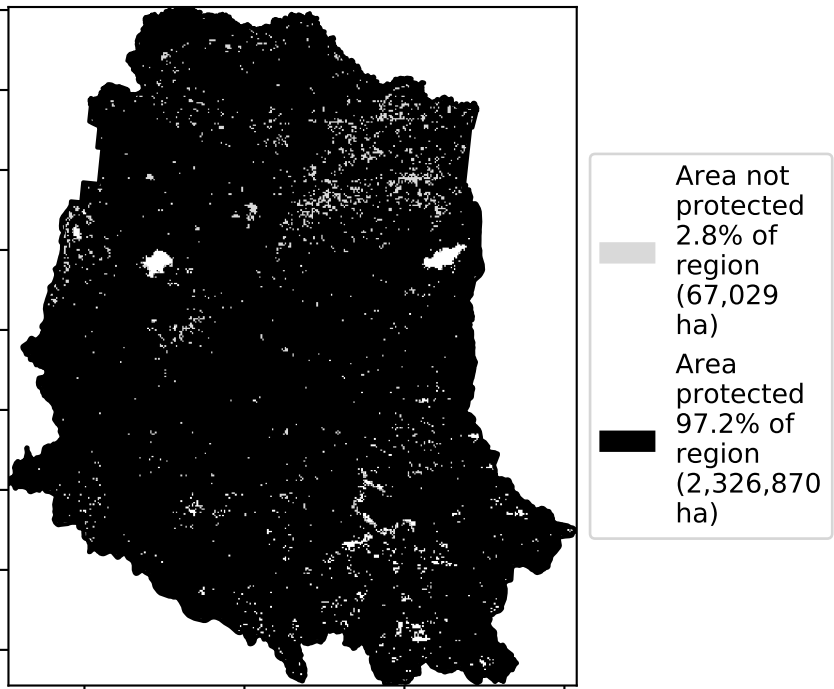 Area not
protected
2.8% of
region
(67,029
ha)
Area
protected
97.2% of
region
(2,326,870
ha)